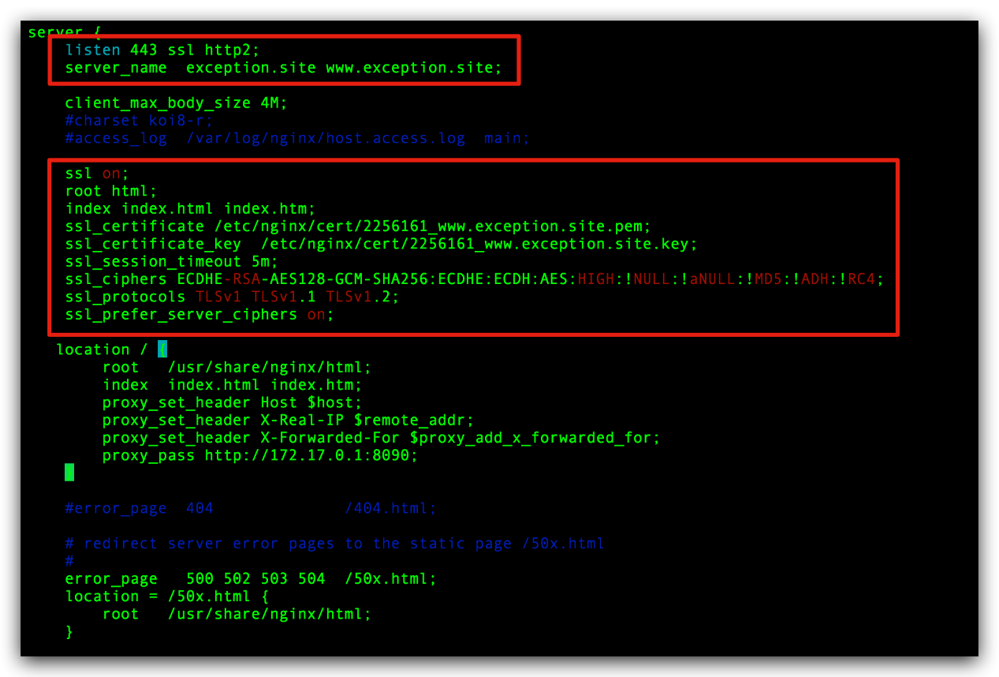 server {
listen 443 ssl http2;
server_name  exception.site www.exception.site;
client_max_body_size 4M;
#charset koi8-r;
#access_log  /var/log/nginx/host.access.log  main;
ssl on;
root html;
index index.html index.htm;
ssl_certificate /etc/nginx/cert/2256161_www.exception.site.pem;
ssl_certificate_key  /etc/nginx/cert/2256161_www.exception.site.key;
ssl_session_timeout 5m;
ssl_ciphers ECDHE-RSA-AES128-GCM-SHA256:ECDHE:ECDH:AES:HIGH:!NULL:!aNULL:!MD5:!ADH:!RC4;
ssl_protocols TLSv1 TLSv1.1 TLSv1.2;
ssl_prefer_server_ciphers on;
location / {
root   /usr/share/nginx/html;
index  index.html index.htm;
proxy_set_header Host $host;
proxy_set_header X-Real-IP $remote_addr;
proxy_set_header X-Forwarded-For $proxy_add_x_forwarded_for;
proxy_pass http://172.17.0.1:8090;
}
#error_page  404              /404.html;
# redirect server error pages to the static page /50x.html
#
error_page   500 502 503 504  /50x.html;
location = /50x.html {
root   /usr/share/nginx/html;
}